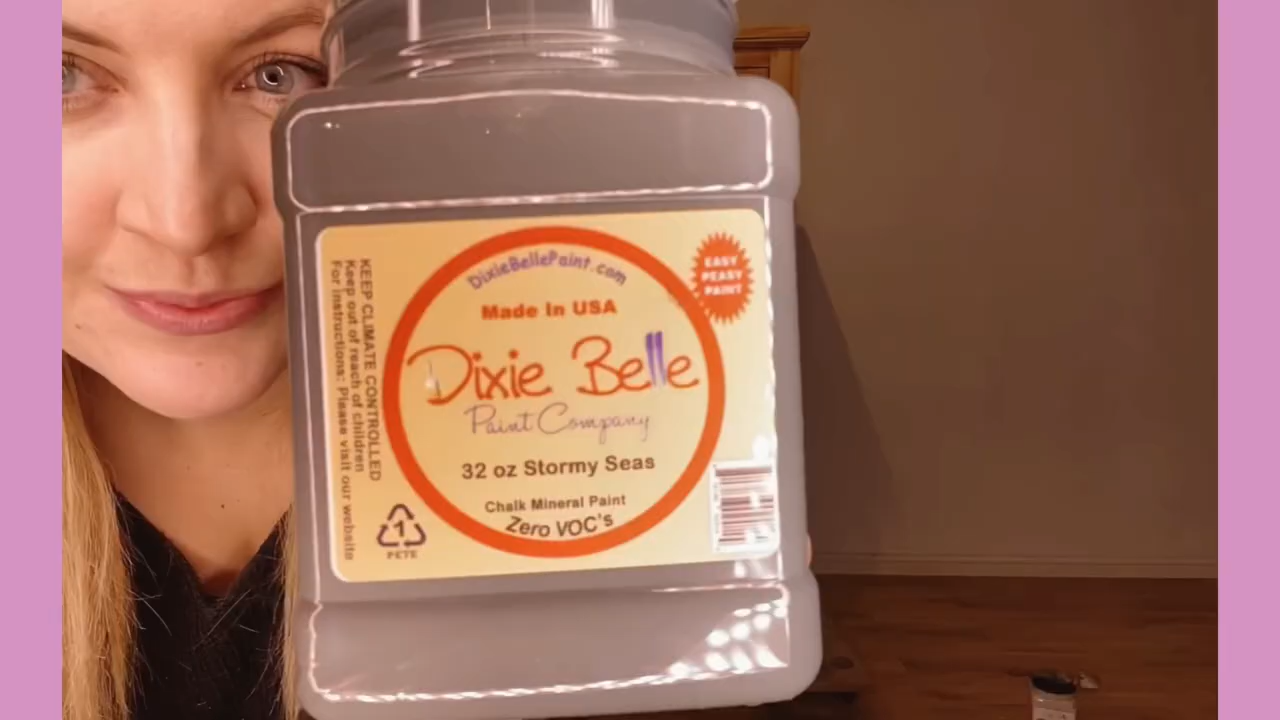 DixieBellePaint.com
Made In USA
Dixie Belle
Paint Company
32 oz Stormy Seas
Chalk Mineral Paint
Zero VOC's
EASY
PEASY
PAINT
KEEP CLIMATE CONTROLLED
Keep out of reach of children
For instructions: Please visit our website
1
PETE